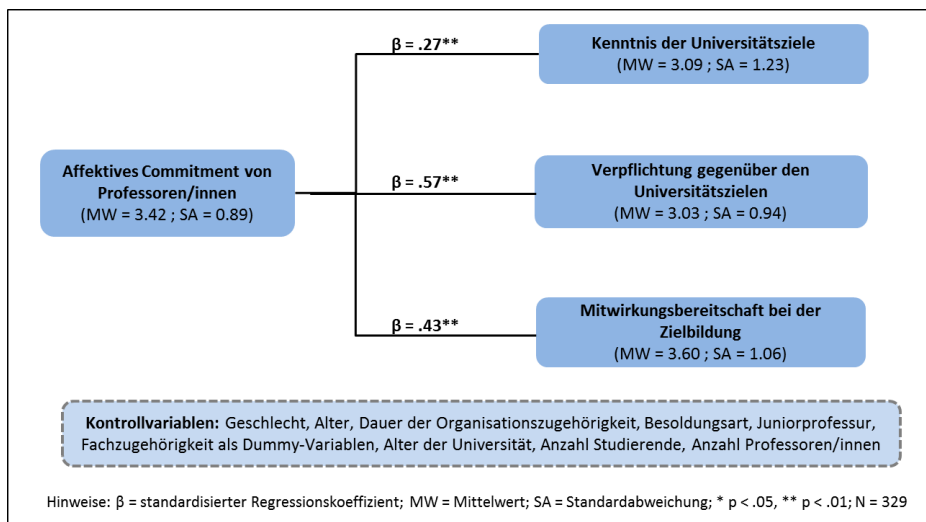 β = .27**
Kenntnis der Universitätsziele
(MW = 3.09 ; SA = 1.23)
Affektives Commitment von
Professoren/innen
(MW = 3.42 ; SA = 0.89)
β = .57**
Verpflichtung gegenüber den
Universitätszielen
(MW = 3.03 ; SA = 0.94)
β = .43**
Mitwirkungsbereitschaft bei der
Zielbildung
(MW = 3.60 ; SA = 1.06)
Kontrollvariablen: Geschlecht, Alter, Dauer der Organisationszugehörigkeit, Besoldungsart, Juniorprofessur,
Fachzugehörigkeit als Dummy-Variablen, Alter der Universität, Anzahl Studierende, Anzahl Professoren/innen
Hinweise: β = standardisierter Regressionskoeffizient; MW = Mittelwert; SA = Standardabweichung; * p < .05, ** p < .01; N = 329